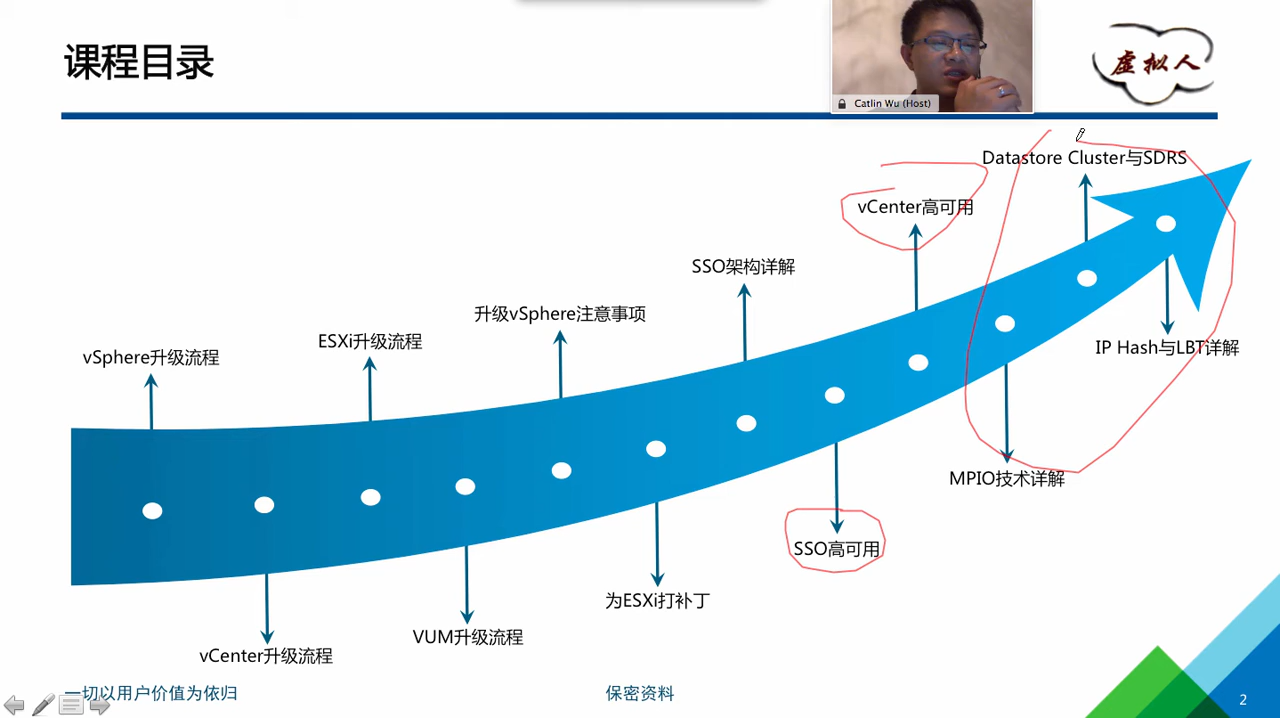 课程目录
Catlin Wu (Host)
虚拟人
Datastore Cluster与SDRS
vCenter高可用
SSO架构详解
升级vSphere注意事项
ESXi升级流程
vSphere升级流程
IP Hash与LBT详解
MPIO技术详解
SSO高可用
为ESXi打补丁
VUM升级流程
vCenter升级流程
一切以用户价值为依归
保密资料
2